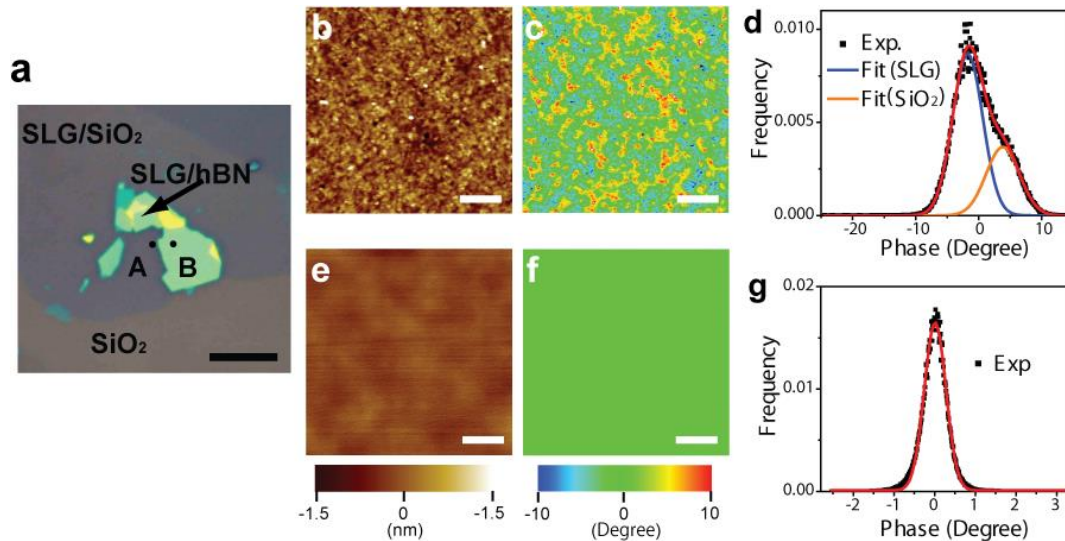 a
SLG/SiO₂
SLG/hBN
A
B
SiO₂
b
c
d
0.010
0.005
0.000
Frequency
Exp.
Fit (SLG)
Fit(SiO₂)
-20
-10
0
10
Phase (Degree)
e
f
-1.5
0
-1.5
(nm)
-10
0
10
(Degree)
g
0.02
0.01
0.00
Frequency
Exp
-2
-1
0
1
2
3
Phase (Degree)